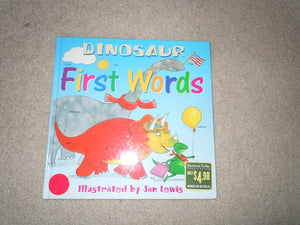 DINOSAUR
First Words
Illustrated by Jan Lewis
$4.98